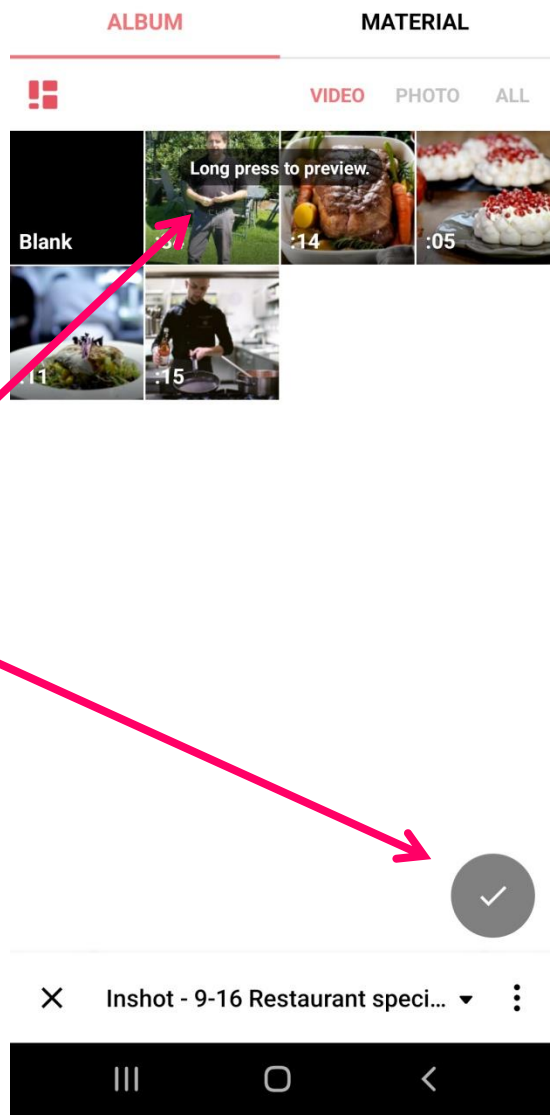 ALBUM MATERIAL
VIDEO PHOTO ALL
Long press to preview.
Blank :14 :05
:11 :15
Inshot - 9-16 Restaurant speci...